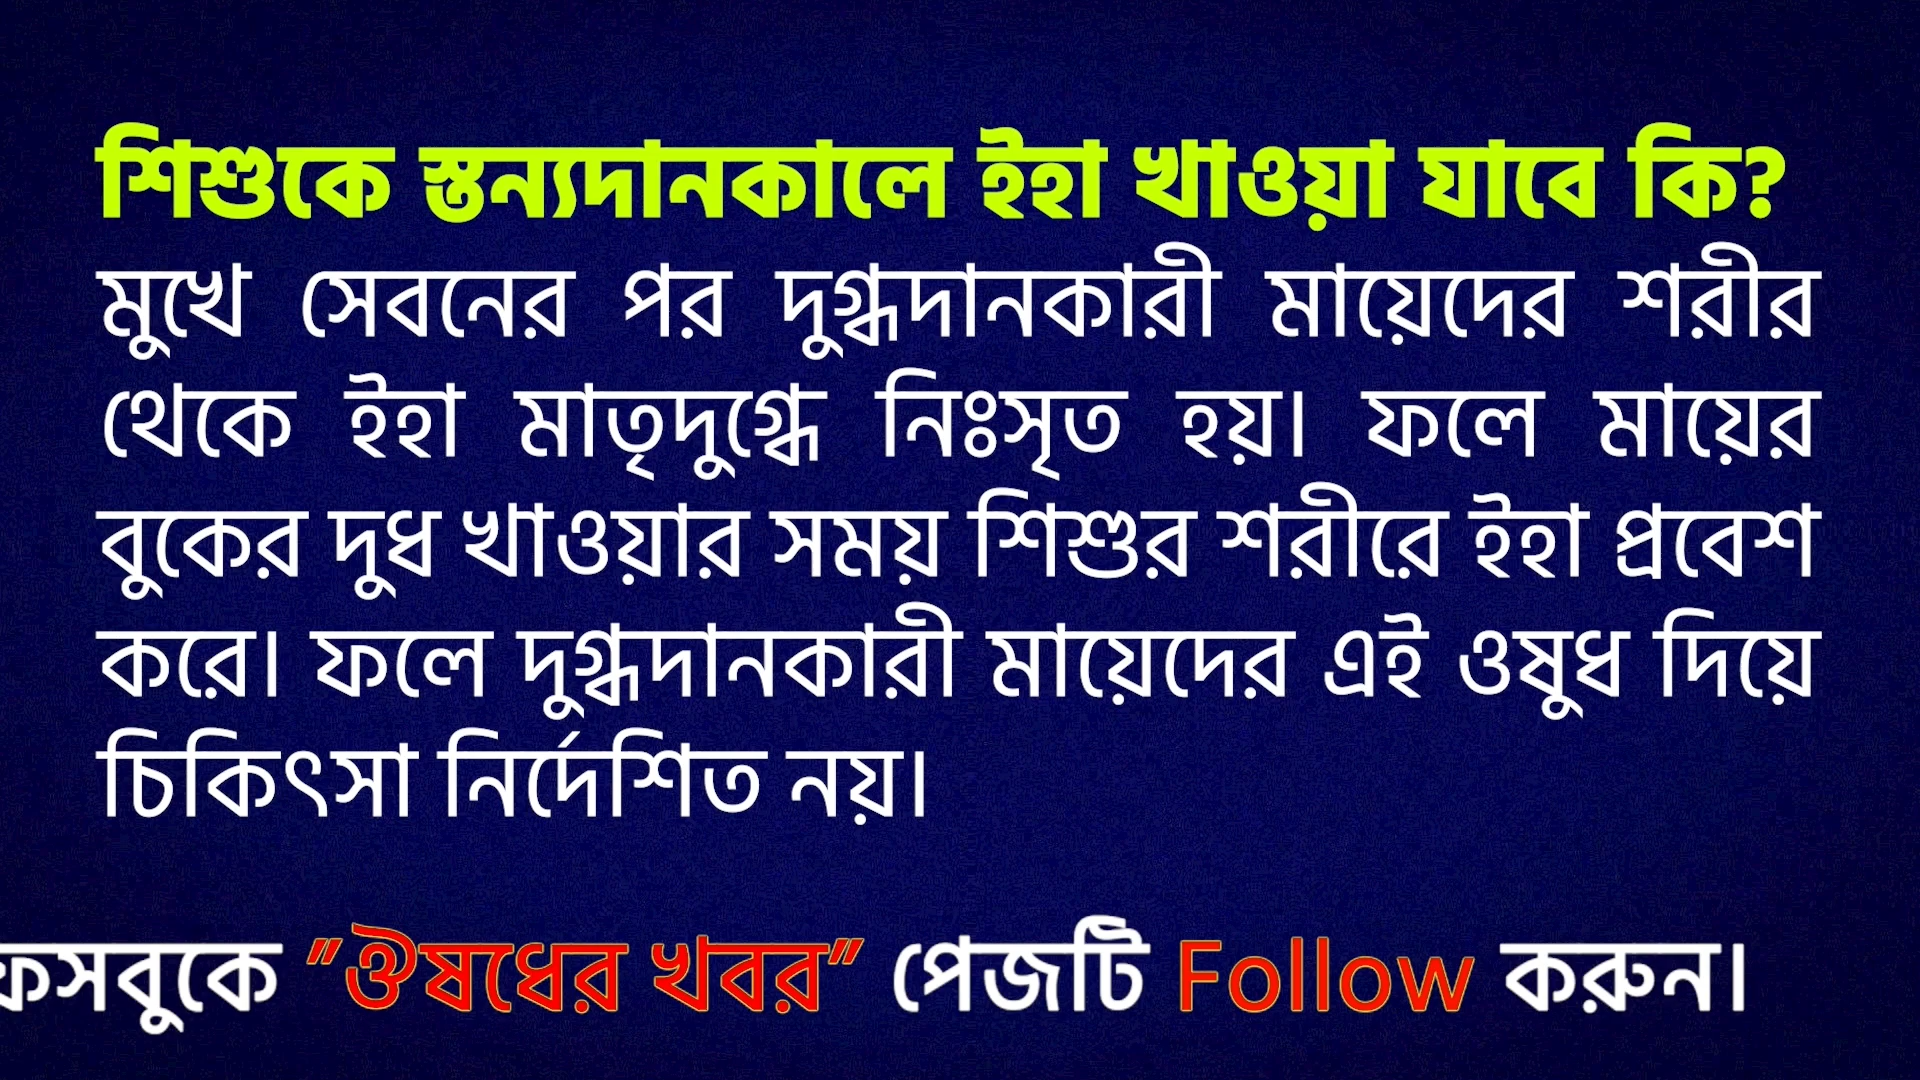 শিশুকে স্তন্যদানকালে ইহা খাওয়া যাবে কি?
মুখে সেবনের পর দুগ্ধদানকারী মায়েদের শরীর
থেকে ইহা মাতৃদুগ্ধে নিঃসৃত হয়। ফলে মায়ের
বুকের দুধ খাওয়ার সময় শিশুর শরীরে ইহা প্রবেশ
করে। ফলে দুগ্ধদানকারী মায়েদের এই ওষুধ দিয়ে
চিকিৎসা নির্দেশিত নয়।
ফসবুকে "ঔষধের খবর" পেজটি Follow করুন।